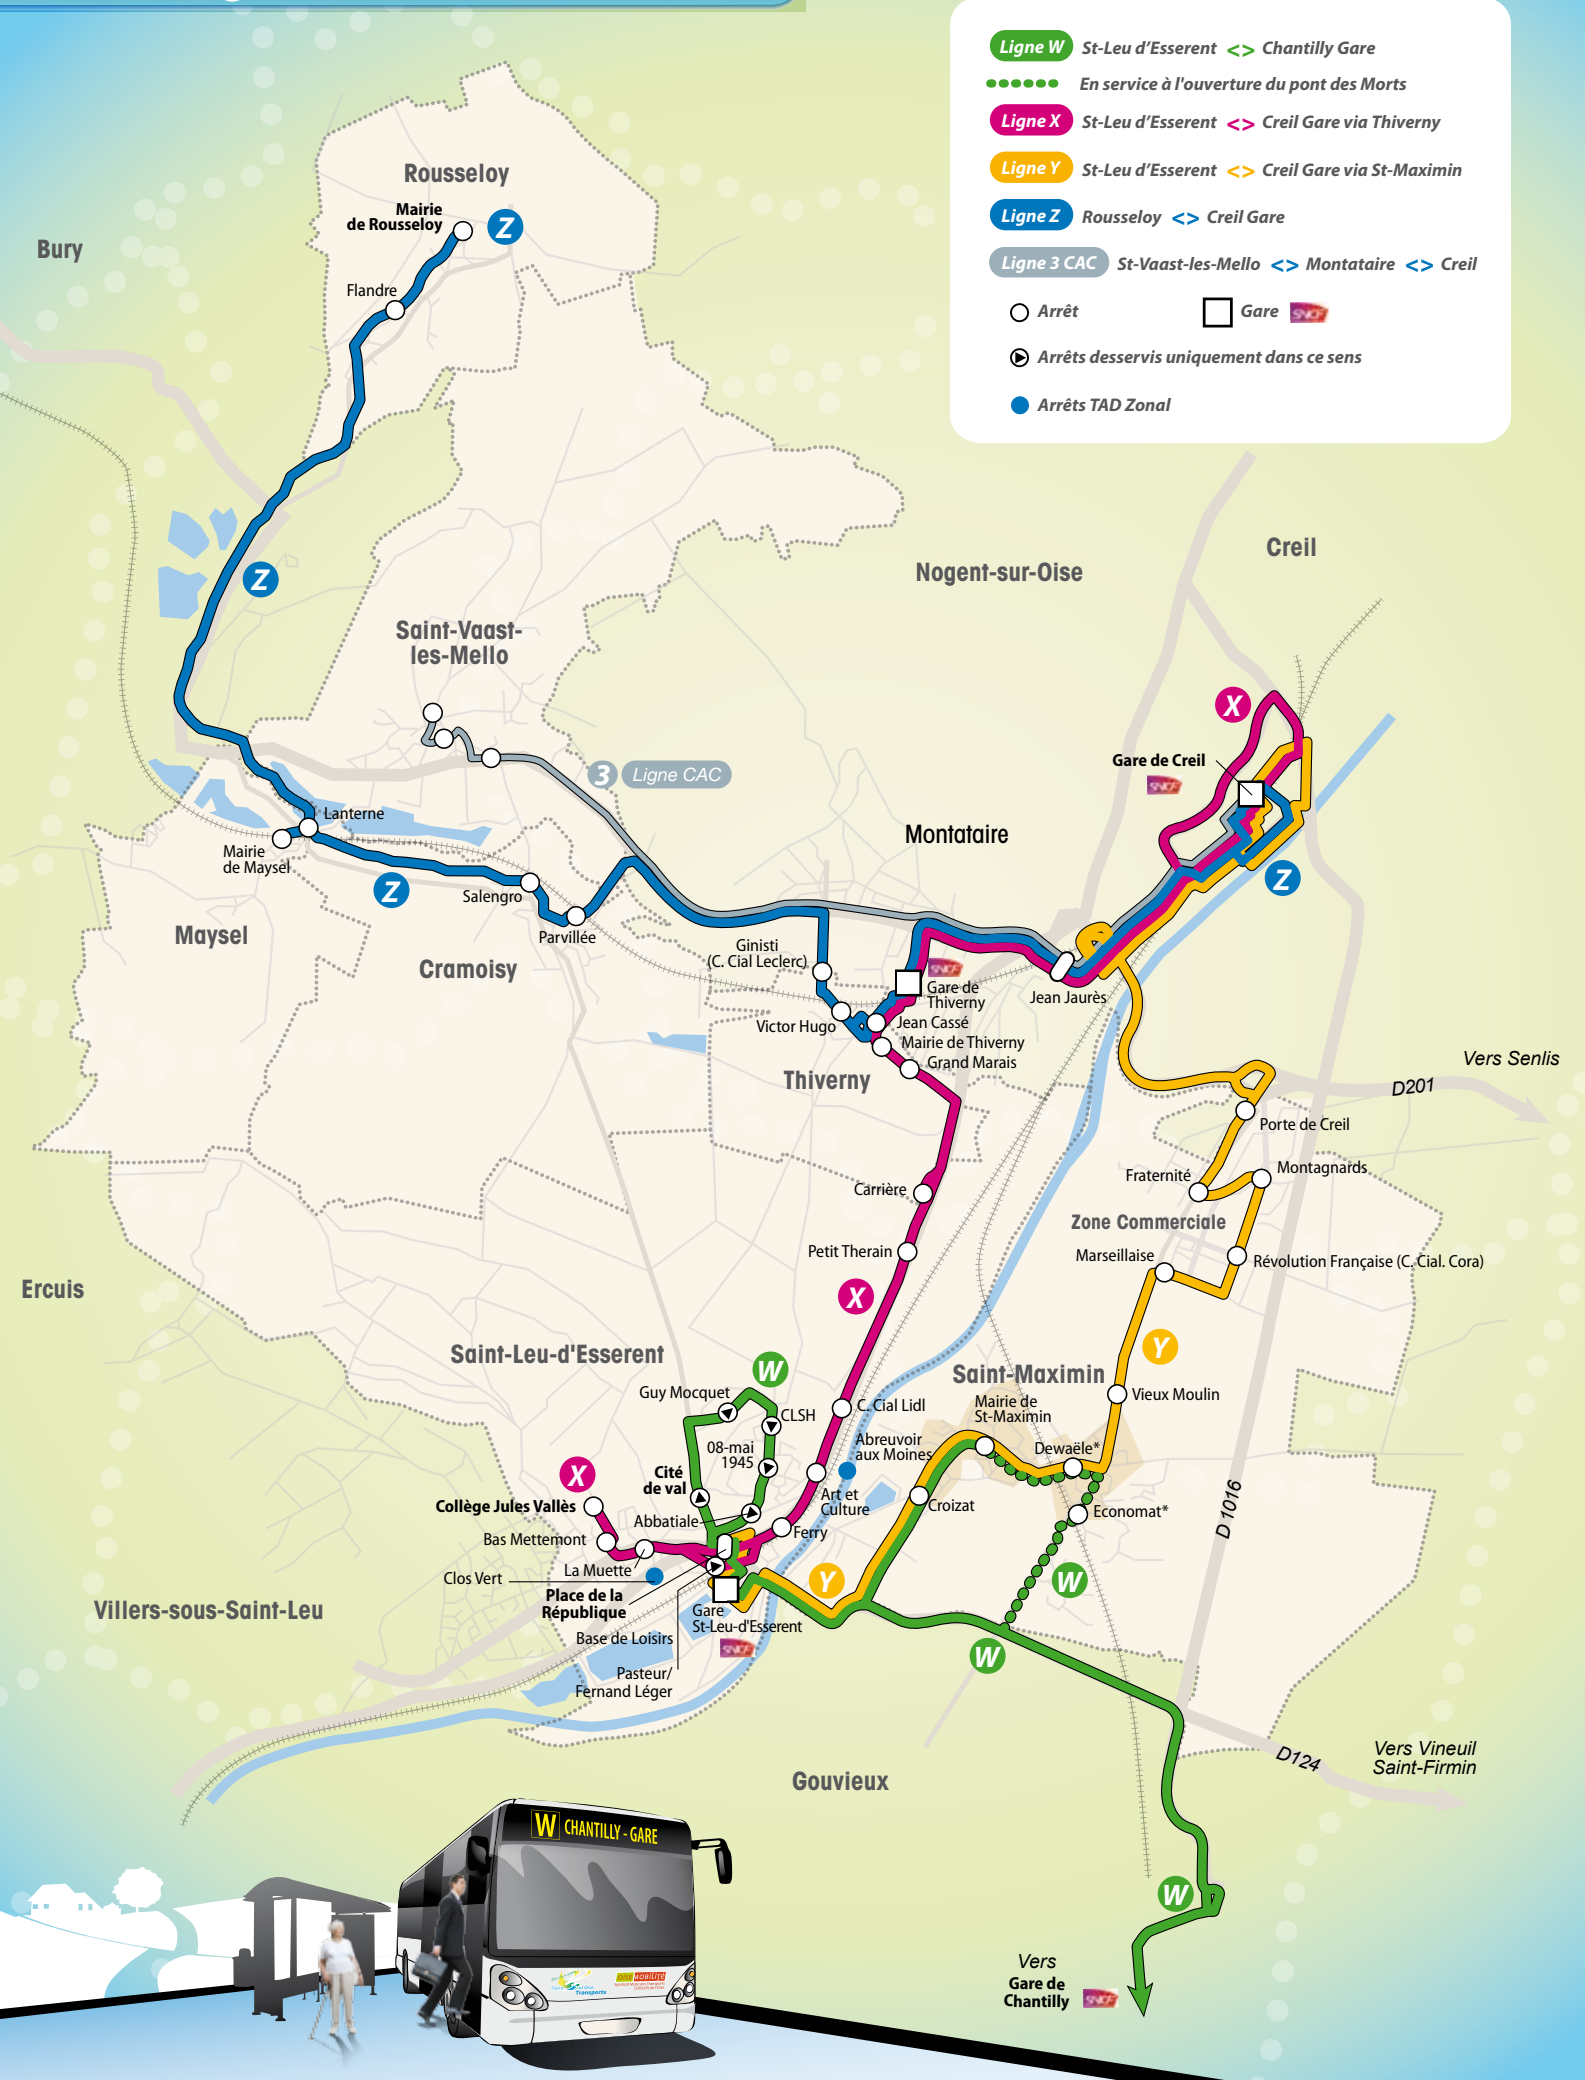 Ligne W St-Leu d'Esserent <> Chantilly Gare
En service à l'ouverture du pont des Morts
Ligne X St-Leu d'Esserent <> Creil Gare via Thiverny
Ligne Y St-Leu d'Esserent <> Creil Gare via St-Maximin
Ligne Z Rousseloy <> Creil Gare
Ligne 3 CAC St-Vaast-les-Mello <> Montataire <> Creil
Arrêt
Gare SNCF
Arrêts desservis uniquement dans ce sens
Arrêts TAD Zonal
Rousseloy
Mairie
de Rousseloy
Z
Bury
Flandre
Creil
Nogent-sur-Oise
Z
Saint-Vaast-
les-Mello
X
Gare de Creil
SNCF
3 Ligne CAC
Lanterne
Montataire
Mairie
de Maysel
Z
Z
Salengro
Parvillée
Maysel
Cramoisy
Ginisti
(C. Cial Leclerc)
SNCF
Gare de
Thiverny
Jean Jaurès
Victor Hugo
Jean Cassé
Mairie de Thiverny
Grand Marais
Thiverny
Vers Senlis
D201
Porte de Creil
Fraternité
Montagnards
Carrière
Zone Commerciale
Petit Therain
Marseillaise
Révolution Française (C. Cial. Cora)
Ercuis
X
Y
Saint-Leu-d'Esserent
W
Saint-Maximin
Guy Mocquet
CLSH
C. Cial Lidl
Mairie de
St-Maximin
Vieux Moulin
08-mai
1945
Abreuvoir
aux Moines
Dewaële*
Cité
de val
X
Collège Jules Vallès
Abbatiale
Art et
Culture
Croizat
Economat*
D 1016
Bas Mettemont
Ferry
La Muette
Clos Vert
Y
W
Place de la
République
Villers-sous-Saint-Leu
Gare
St-Leu-d'Esserent
SNCF
Base de Loisirs
W
Pasteur/
Fernand Léger
D124
Vers Vineuil
Saint-Firmin
Gouvieux
W CHANTILLY - GARE
W
Vers
Gare de
Chantilly
SNCF
OISE MOBILITÉ
Transports